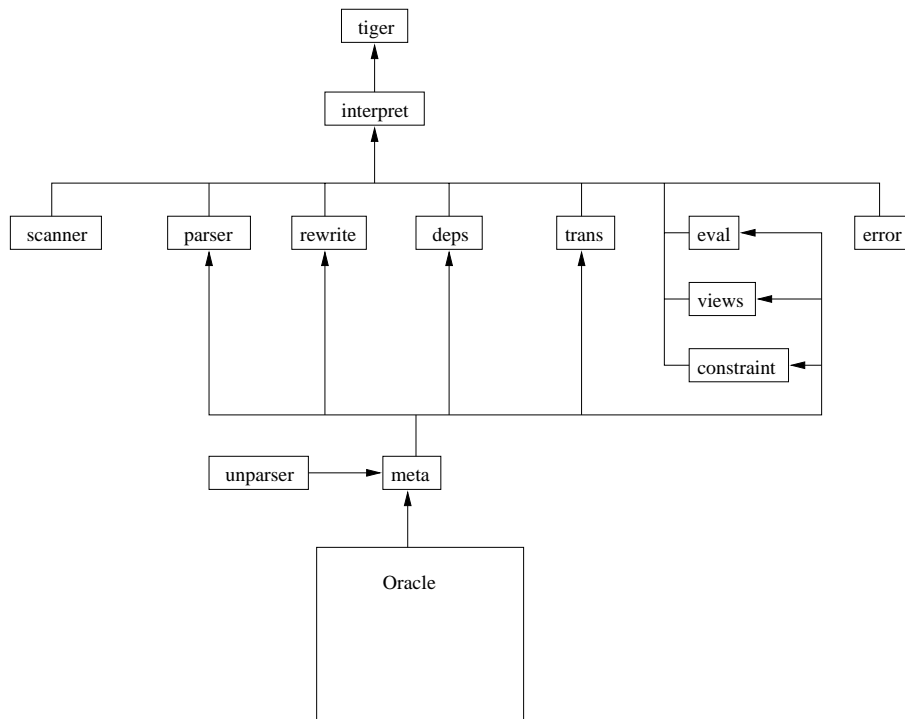 tiger
interpret
scanner
parser
rewrite
deps
trans
eval
error
views
constraint
unparser
meta
Oracle